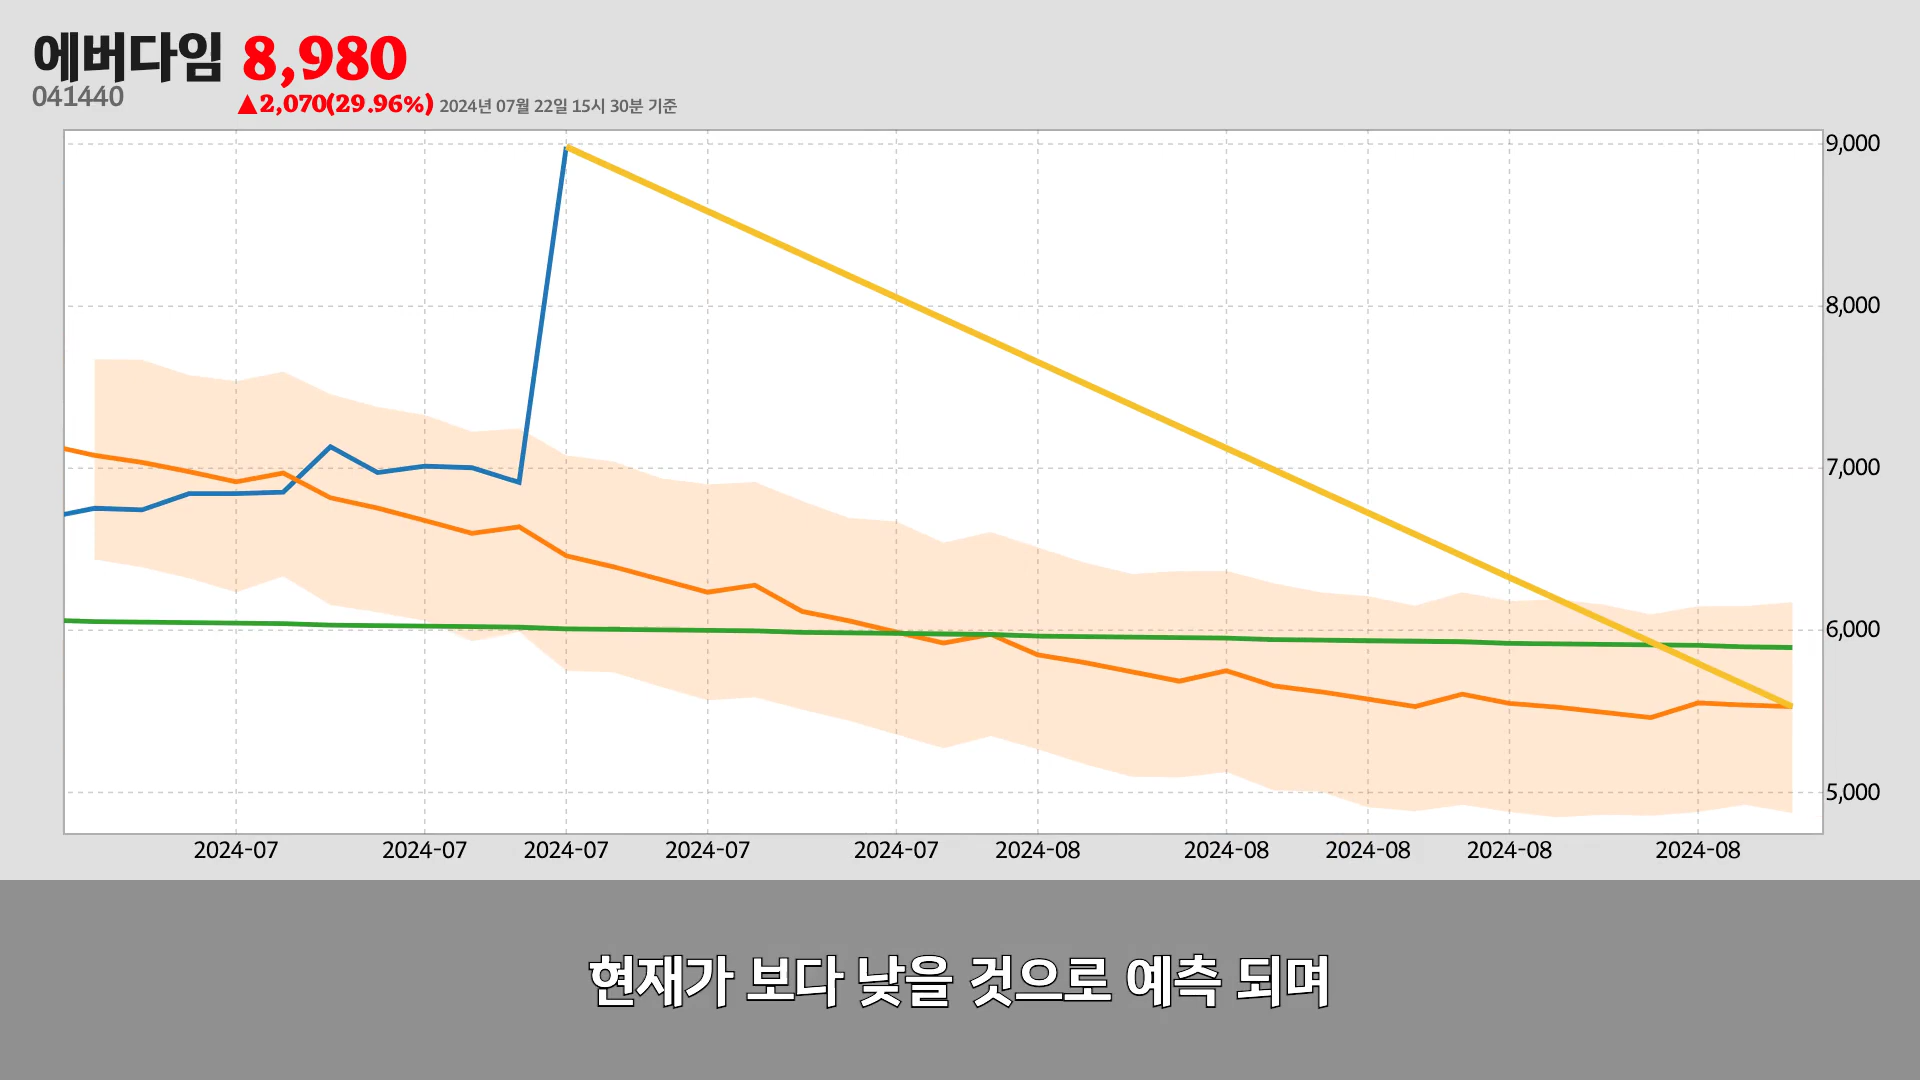 에버다임 8,980
041440
▲2,070(29.96%) 2024년 07월 22일 15시 30분 기준
9,000
8,000
7,000
6,000
5,000
2024-07 2024-07 2024-07 2024-07 2024-07 2024-08 2024-08 2024-08 2024-08 2024-08
현재가 보다 낮을 것으로 예측 되며